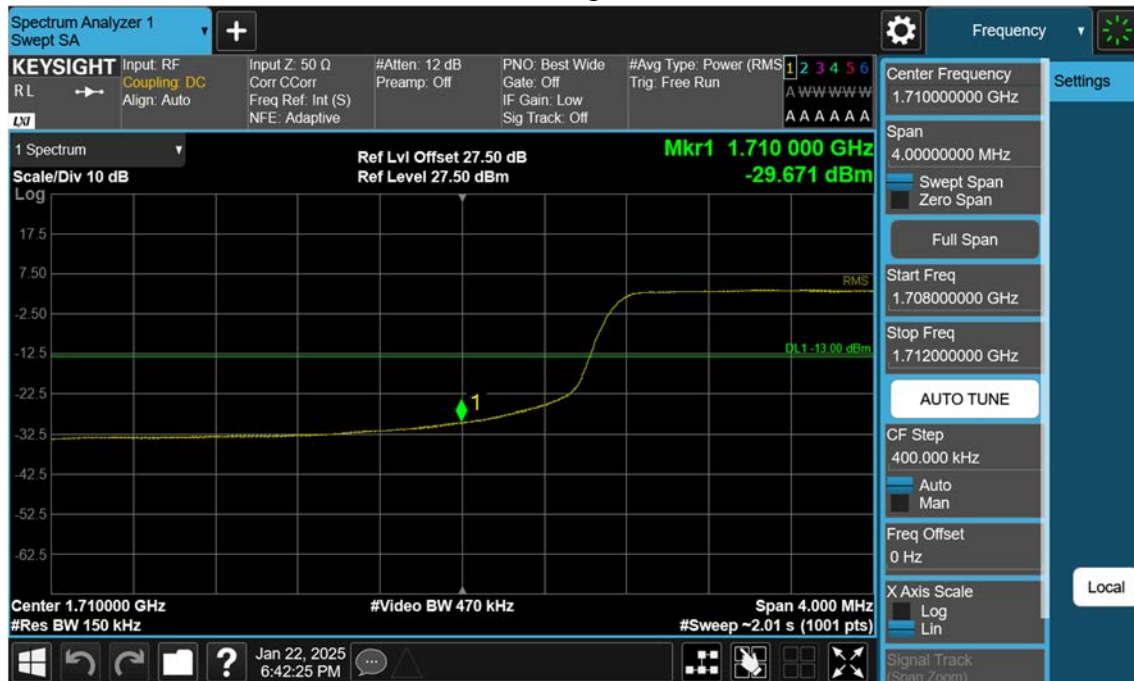 Spectrum Analyzer 1
Swept SA
+
Frequency
KEYSIGHT
RL
LXI
Input: RF
Coupling: DC
Align: Auto
Input Z: 50 Ω
Corr CCorr
Freq Ref: Int (S)
NFE: Adaptive
#Atten: 12 dB
Preamp: Off
PNO: Best Wide
Gate: Off
IF Gain: Low
Sig Track: Off
#Avg Type: Power (RMS
Trig: Free Run
1 2 3 4 5 6
A W W W W W
A A A A A A
1 Spectrum
Scale/Div 10 dB
Ref Lvl Offset 27.50 dB
Ref Level 27.50 dBm
Mkr1 1.710 000 GHz
-29.671 dBm
Log
17.5
7.50
-2.50
-12.5
-22.5
-32.5
-42.5
-52.5
-62.5
RMS
DL1 -13.00 dBm
1
Center 1.710000 GHz
#Res BW 150 kHz
#Video BW 470 kHz
Span 4.000 MHz
#Sweep ~2.01 s (1001 pts)
Center Frequency
1.710000000 GHz
Span
4.00000000 MHz
Swept Span
Zero Span
Full Span
Start Freq
1.708000000 GHz
Stop Freq
1.712000000 GHz
AUTO TUNE
CF Step
400.000 kHz
Auto
Man
Freq Offset
0 Hz
X Axis Scale
Log
Lin
Signal Track
(Span Zoom)
Settings
Local
?
Jan 22, 2025
6:42:25 PM